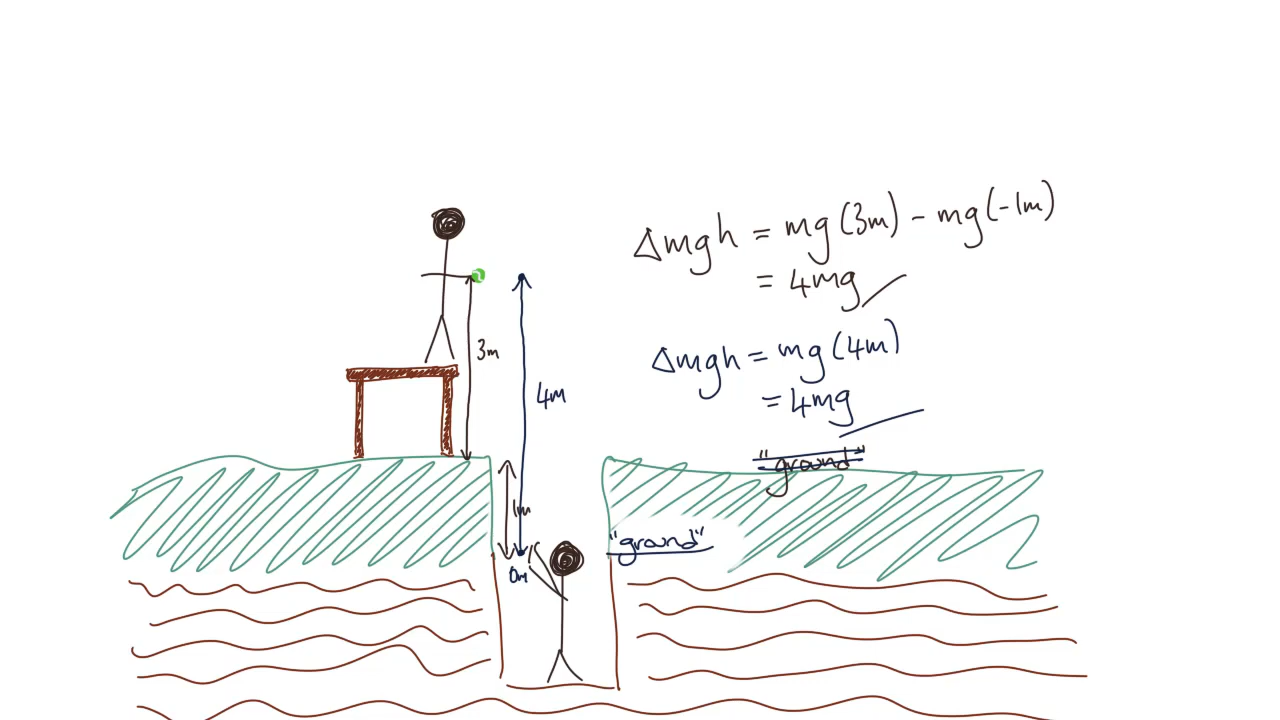 Δmgh = mg(3m) - mg(-1m)
= 4mg
3m
Δmgh = mg(4m)
4m
= 4mg
"ground"
1m
"ground"
0m